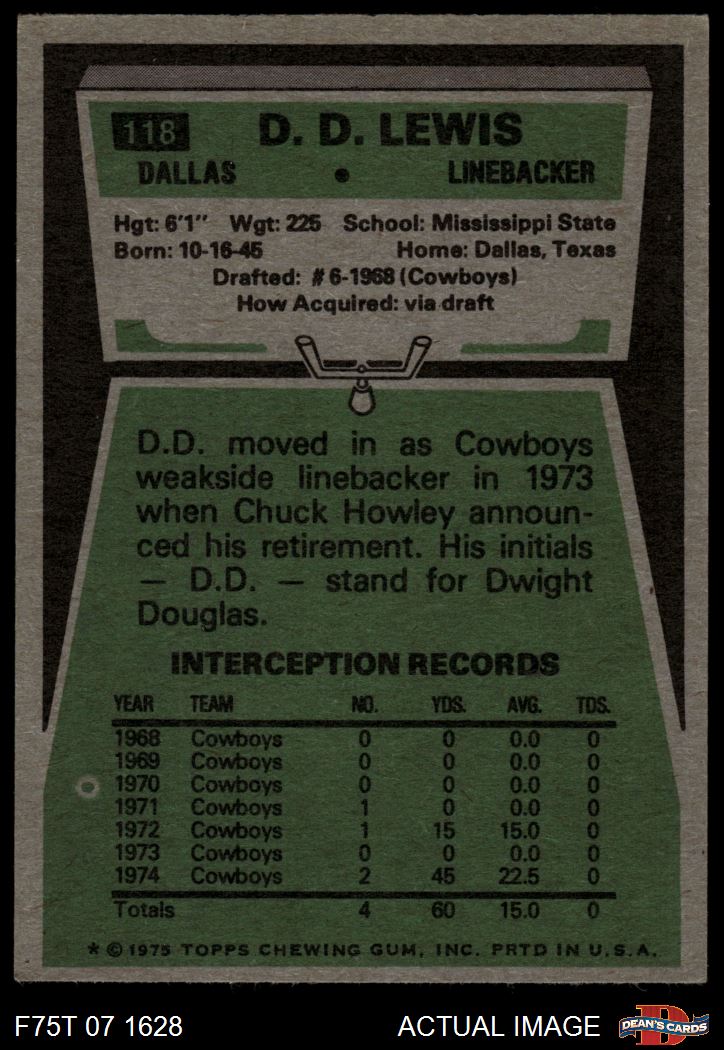 118 D. D. LEWIS
DALLAS • LINEBACKER
Hgt: 6'1" Wgt: 225 School: Mississippi State
Born: 10-16-45 Home: Dallas, Texas
Drafted: #6-1968 (Cowboys)
How Acquired: via draft
D.D. moved in as Cowboys
weakside linebacker in 1973
when Chuck Howley announ-
ced his retirement. His initials
— D.D. — stand for Dwight
Douglas.
INTERCEPTION RECORDS
YEAR TEAM NO. YDS. AVG. TDS.
1968 Cowboys 0 0 0.0 0
1969 Cowboys 0 0 0.0 0
1970 Cowboys 0 0 0.0 0
1971 Cowboys 1 0 0.0 0
1972 Cowboys 1 15 15.0 0
1973 Cowboys 0 0 0.0 0
1974 Cowboys 2 45 22.5 0
Totals 4 60 15.0 0
* © 1975 TOPPS CHEWING GUM, INC. PRTD IN U.S.A.
F75T 07 1628 ACTUAL IMAGE D DEAN'S CARDS